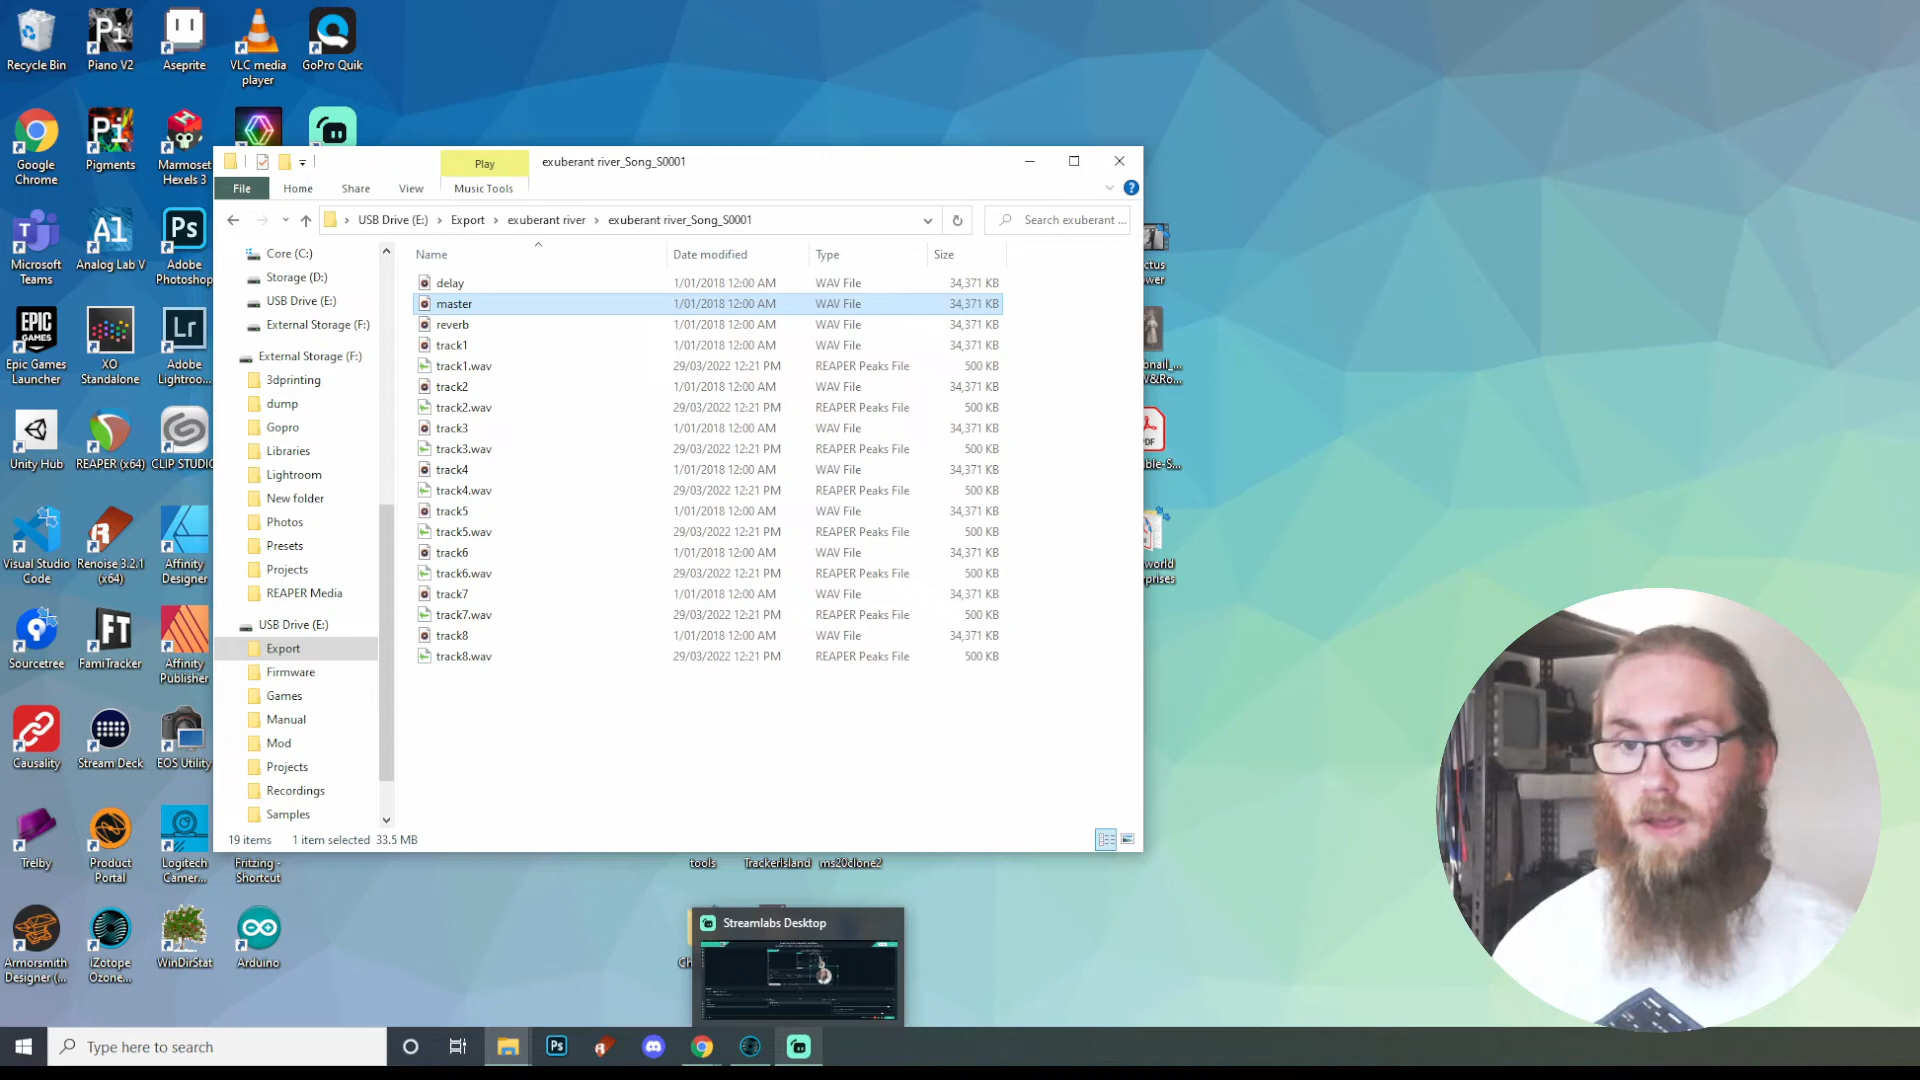 Recycle Bin
Piano V2
Aseprite
VLC media
player
GoPro Quik
Google
Chrome
Pigments
Marmoset
Hexels 3
Microsoft
Teams
Analog Lab V
Adobe
Photoshop
Epic Games
Launcher
XO
Standalone
Adobe
Lightroo...
Unity Hub
REAPER (x64)
CLIP STUDIO
Visual Studio
Code
Renoise 3.2.1
(x64)
Affinity
Designer
Sourcetree
FamiTracker
Affinity
Publisher
Causality
Stream Deck
EOS Utility
Trelby
Product
Portal
Logitech
Camer...
Fritzing -
Shortcut
Armorsmith
Designer (...
iZotope
Ozone...
WinDirStat
Arduino
Play
exuberant river_Song_S0001
File
Home
Share
View
Music Tools
USB Drive (E:) > Export > exuberant river > exuberant river_Song_S0001
Search exuberant ...
Core (C:)
Storage (D:)
USB Drive (E:)
External Storage (F:)
External Storage (F:)
3dprinting
dump
Gopro
Libraries
Lightroom
New folder
Photos
Presets
Projects
REAPER Media
USB Drive (E:)
Export
Firmware
Games
Manual
Mod
Projects
Recordings
Samples
Name Date modified Type Size
delay 1/01/2018 12:00 AM WAV File 34,371 KB
master 1/01/2018 12:00 AM WAV File 34,371 KB
reverb 1/01/2018 12:00 AM WAV File 34,371 KB
track1 1/01/2018 12:00 AM WAV File 34,371 KB
track1.wav 29/03/2022 12:21 PM REAPER Peaks File 500 KB
track2 1/01/2018 12:00 AM WAV File 34,371 KB
track2.wav 29/03/2022 12:21 PM REAPER Peaks File 500 KB
track3 1/01/2018 12:00 AM WAV File 34,371 KB
track3.wav 29/03/2022 12:21 PM REAPER Peaks File 500 KB
track4 1/01/2018 12:00 AM WAV File 34,371 KB
track4.wav 29/03/2022 12:21 PM REAPER Peaks File 500 KB
track5 1/01/2018 12:00 AM WAV File 34,371 KB
track5.wav 29/03/2022 12:21 PM REAPER Peaks File 500 KB
track6 1/01/2018 12:00 AM WAV File 34,371 KB
track6.wav 29/03/2022 12:21 PM REAPER Peaks File 500 KB
track7 1/01/2018 12:00 AM WAV File 34,371 KB
track7.wav 29/03/2022 12:21 PM REAPER Peaks File 500 KB
track8 1/01/2018 12:00 AM WAV File 34,371 KB
track8.wav 29/03/2022 12:21 PM REAPER Peaks File 500 KB
19 items 1 item selected 33.5 MB
tools
TrackerIsland
ms20clone2
Streamlabs Desktop
Type here to search